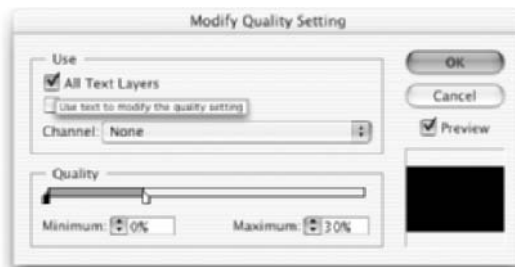 Modify Quality Setting
Use
All Text Layers
Use text to modify the quality setting
Channel: None
Quality
Minimum: 0%
Maximum: 30%
OK
Cancel
Preview